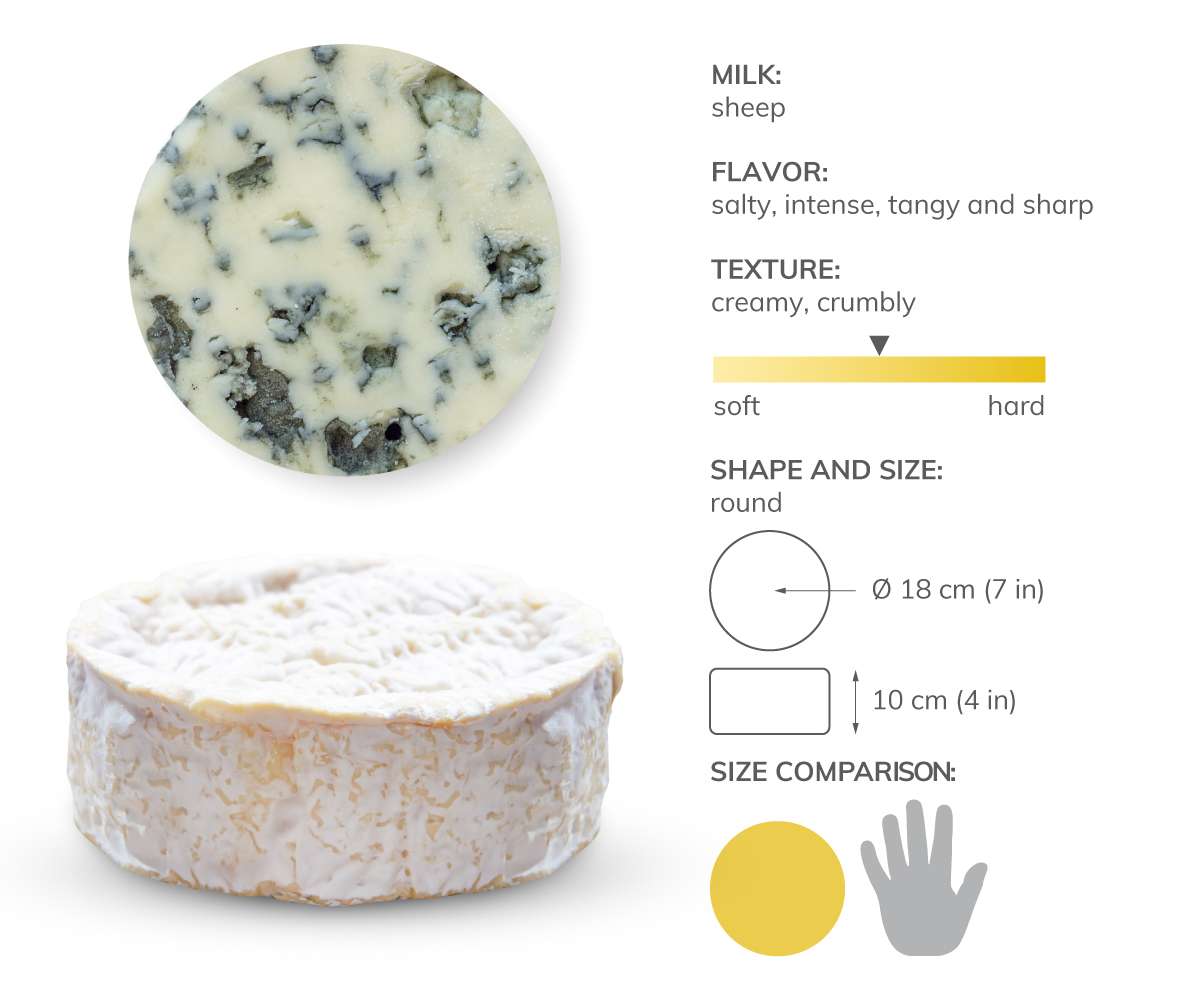 MILK:
sheep
FLAVOR:
salty, intense, tangy and sharp
TEXTURE:
creamy, crumbly
soft hard
SHAPE AND SIZE:
round
Ø 18 cm (7 in)
10 cm (4 in)
SIZE COMPARISON: